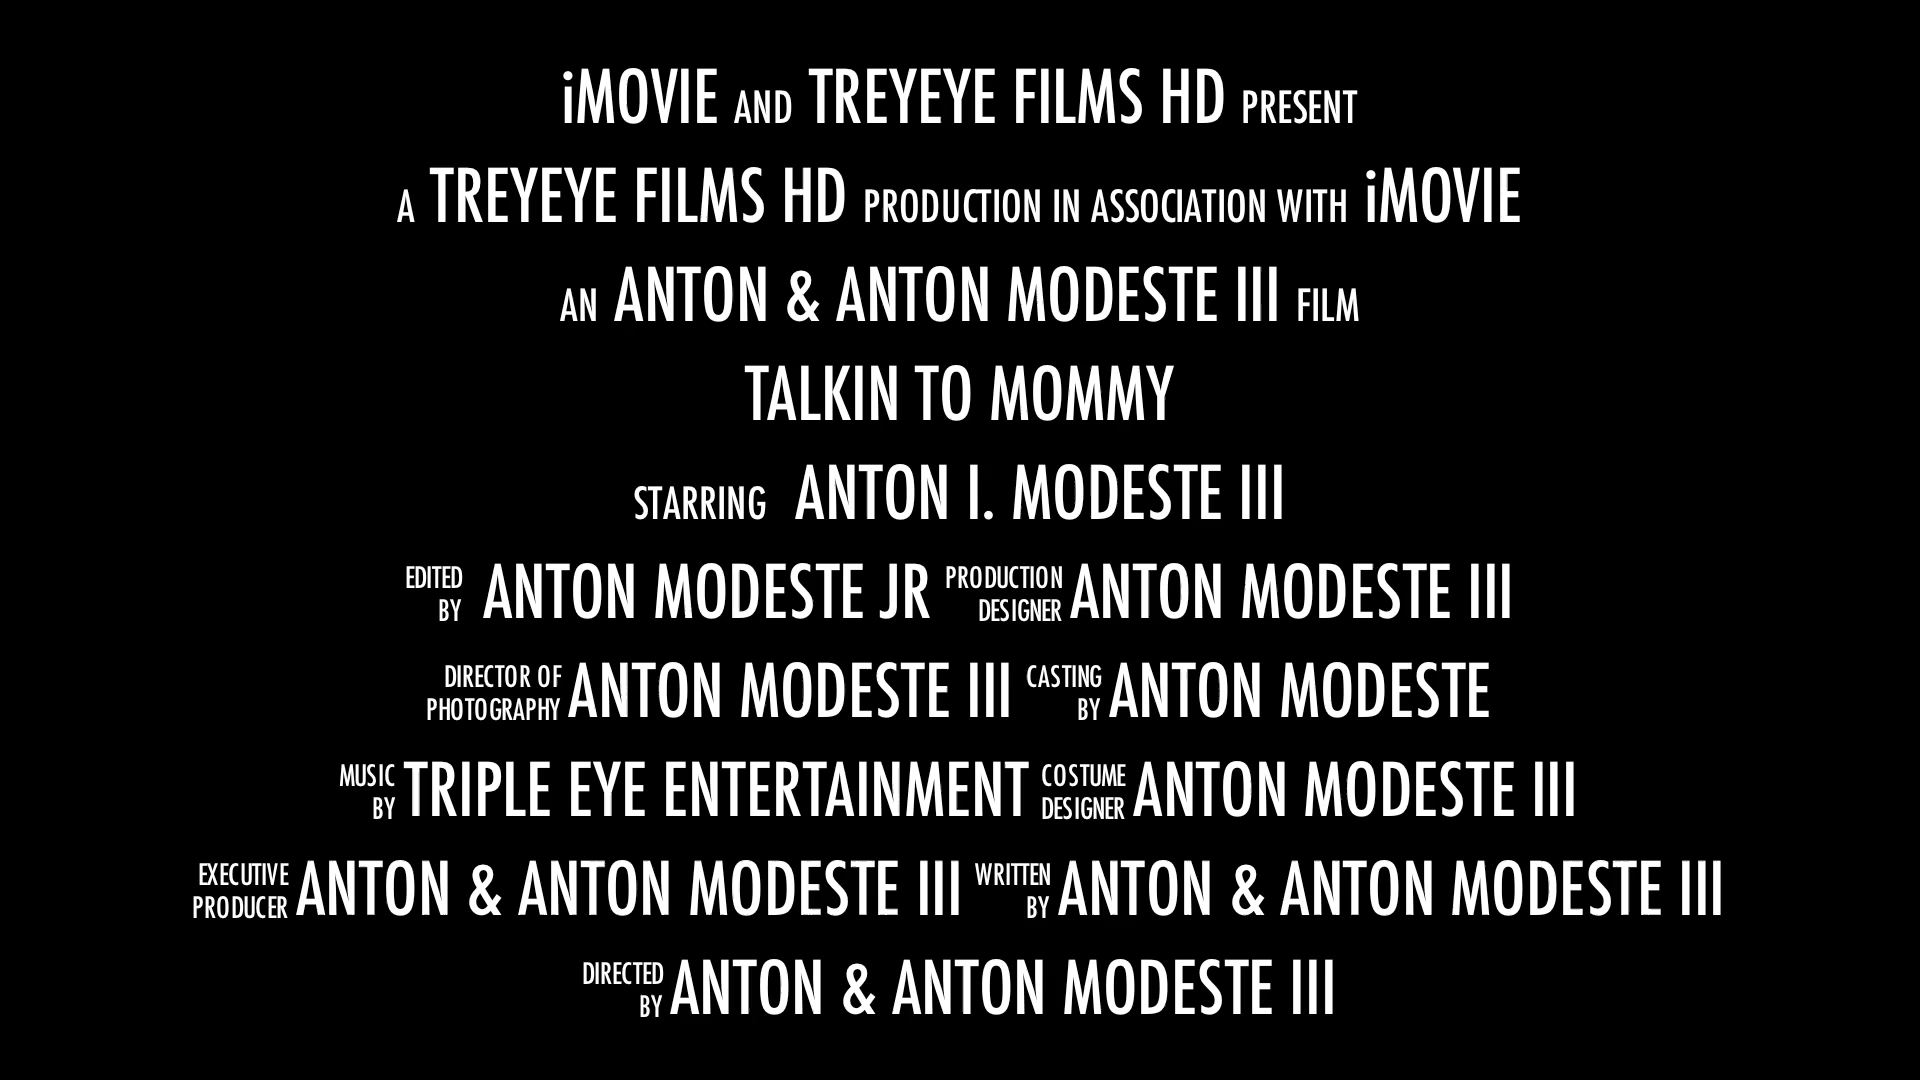 iMOVIE AND TREYEYE FILMS HD PRESENT
A TREYEYE FILMS HD PRODUCTION IN ASSOCIATION WITH iMOVIE
AN ANTON & ANTON MODESTE III FILM
TALKIN TO MOMMY
STARRING ANTON I. MODESTE III
EDITED BY ANTON MODESTE JR PRODUCTION DESIGNER ANTON MODESTE III
DIRECTOR OF PHOTOGRAPHY ANTON MODESTE III CASTING BY ANTON MODESTE
MUSIC BY TRIPLE EYE ENTERTAINMENT COSTUME DESIGNER ANTON MODESTE III
EXECUTIVE PRODUCER ANTON & ANTON MODESTE III WRITTEN BY ANTON & ANTON MODESTE III
DIRECTED BY ANTON & ANTON MODESTE III